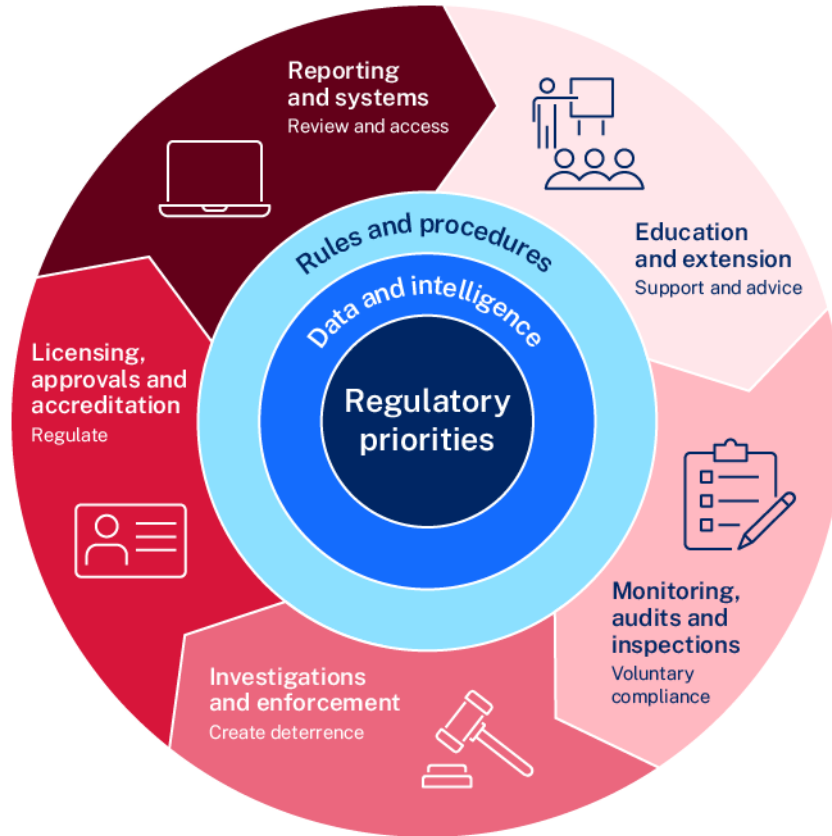 Reporting
and systems
Review and access
Education
and extension
Support and advice
Monitoring,
audits and
inspections
Voluntary
compliance
Investigations
and enforcement
Create deterrence
Licensing,
approvals and
accreditation
Regulate
Rules and procedures
Data and intelligence
Regulatory
priorities